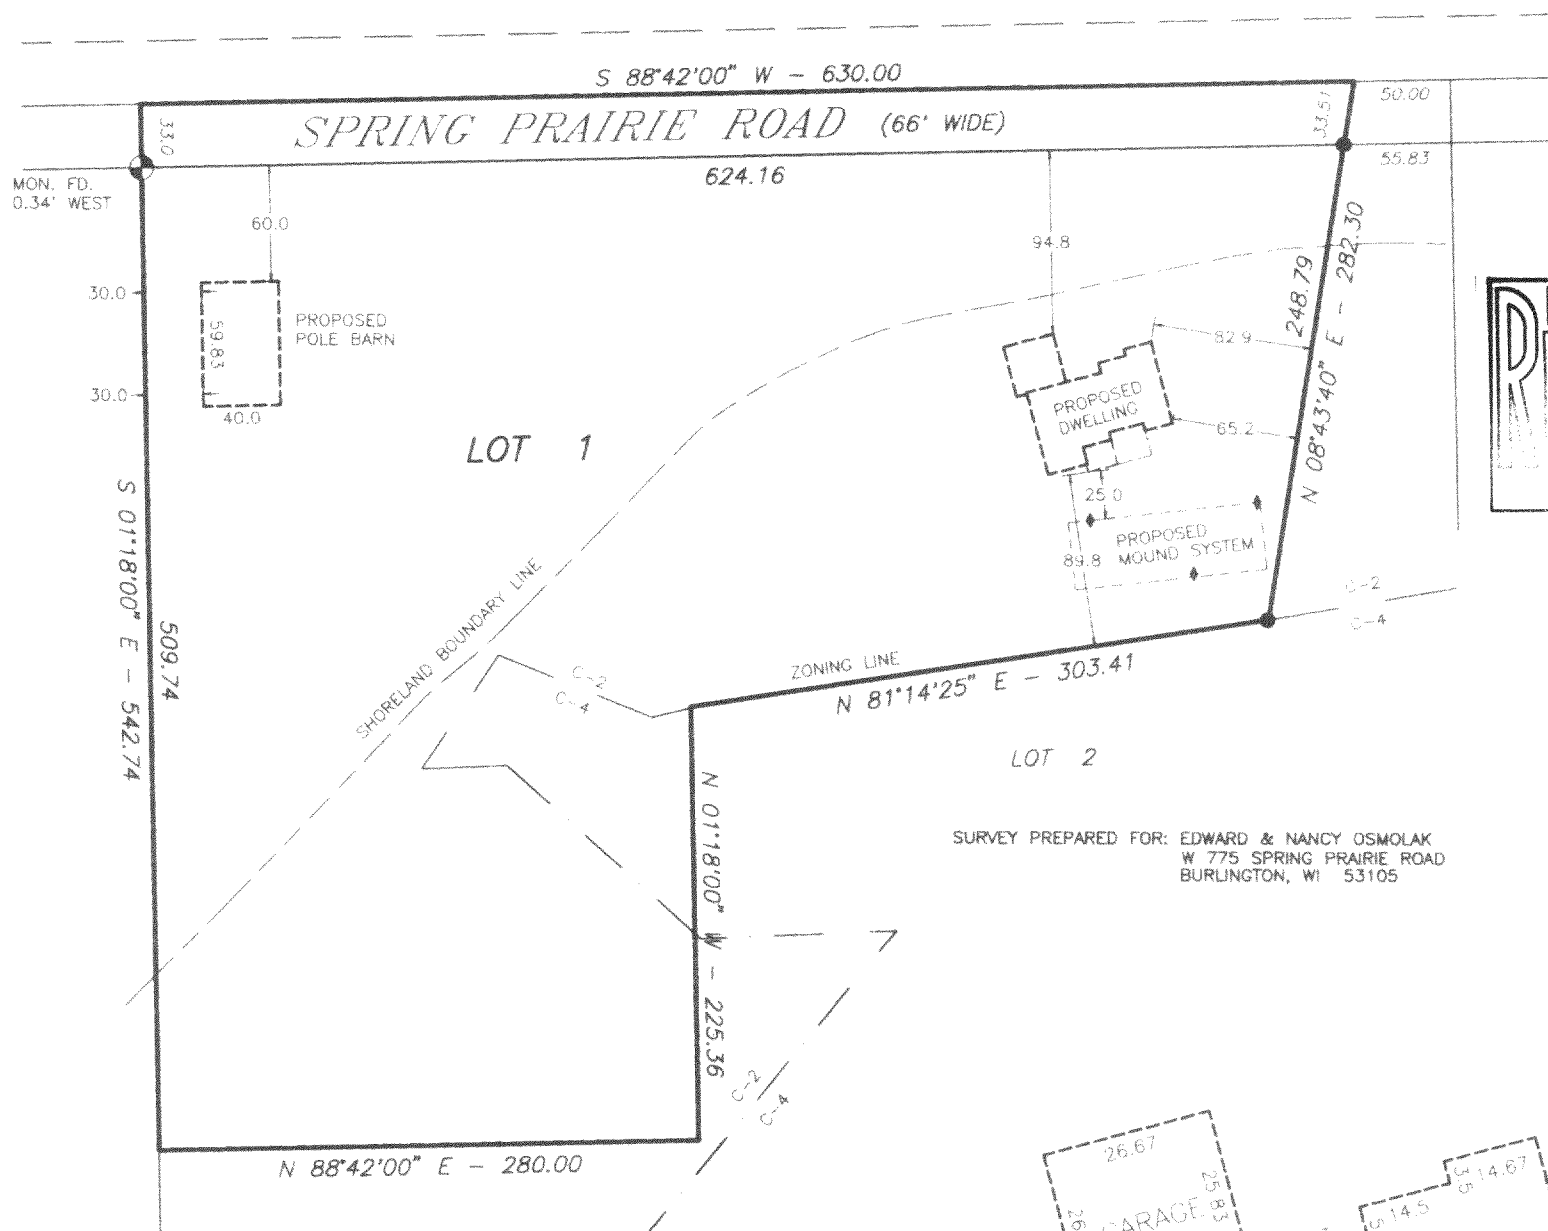 S 88°42'00" W - 630.00
50.00
33.51
33.0
SPRING PRAIRIE ROAD (66' WIDE)
55.83
624.16
MON. FD.
0.34' WEST
60.0
94.8
248.79
N 08°43'40" E - 282.30
30.0
PROPOSED
POLE BARN
59.83
82.9
30.0
40.0
PROPOSED
DWELLING
65.2
LOT 1
25.0
PROPOSED
MOUND SYSTEM
89.8
C-2
C-4
S 01°18'00" E - 542.74
509.74
SHORELAND BOUNDARY LINE
ZONING LINE
C-2
C-4
N 81°14'25" E - 303.41
LOT 2
N 01°18'00" W - 225.36
SURVEY PREPARED FOR: EDWARD & NANCY OSMOLAK
W 775 SPRING PRAIRIE ROAD
BURLINGTON, WI 53105
C-2
C-4
N 88°42'00" E - 280.00
26.67
25.83
GARAGE
26
3.5
14.67
14.5